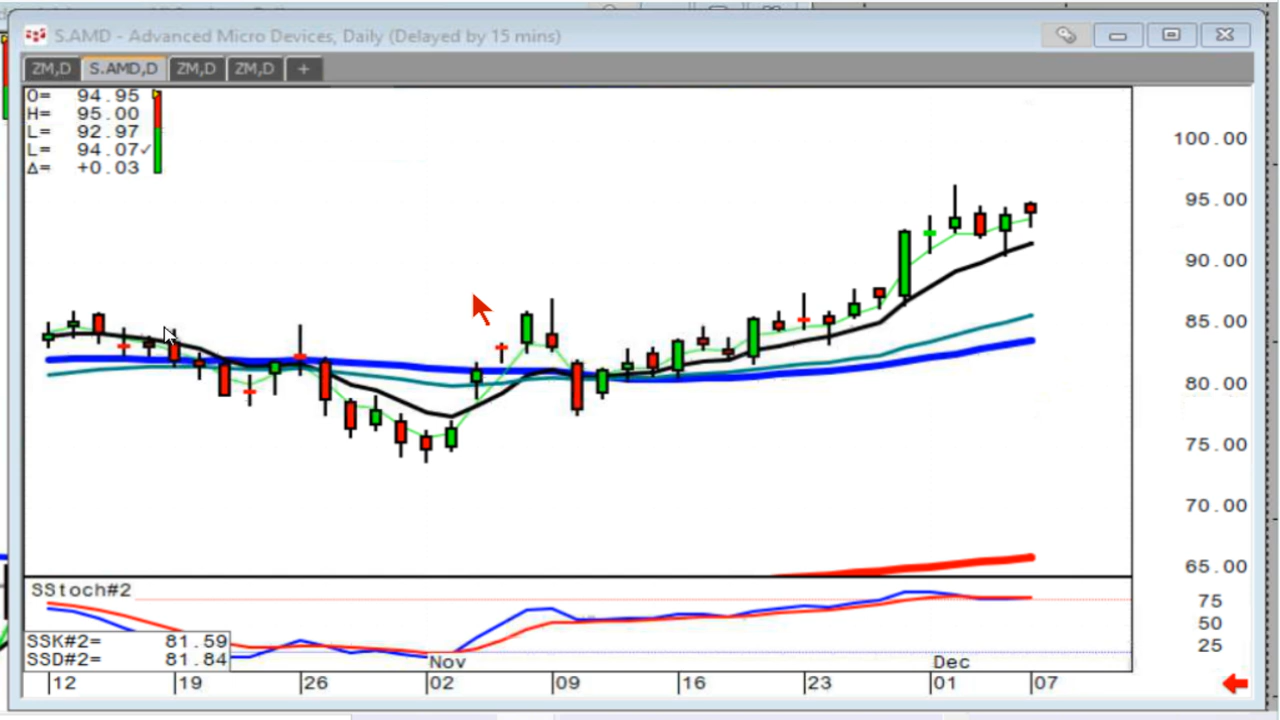 S.AMD - Advanced Micro Devices, Daily (Delayed by 15 mins)
ZM,D S.AMD,D ZM,D ZM,D +
O= 94.95
H= 95.00
L= 92.97
L= 94.07✓
Δ= +0.03
100.00
95.00
90.00
85.00
80.00
75.00
70.00
65.00
SStoch#2
75
50
25
SSK#2= 81.59
SSD#2= 81.84
Nov Dec
12 19 26 02 09 16 23 01 07